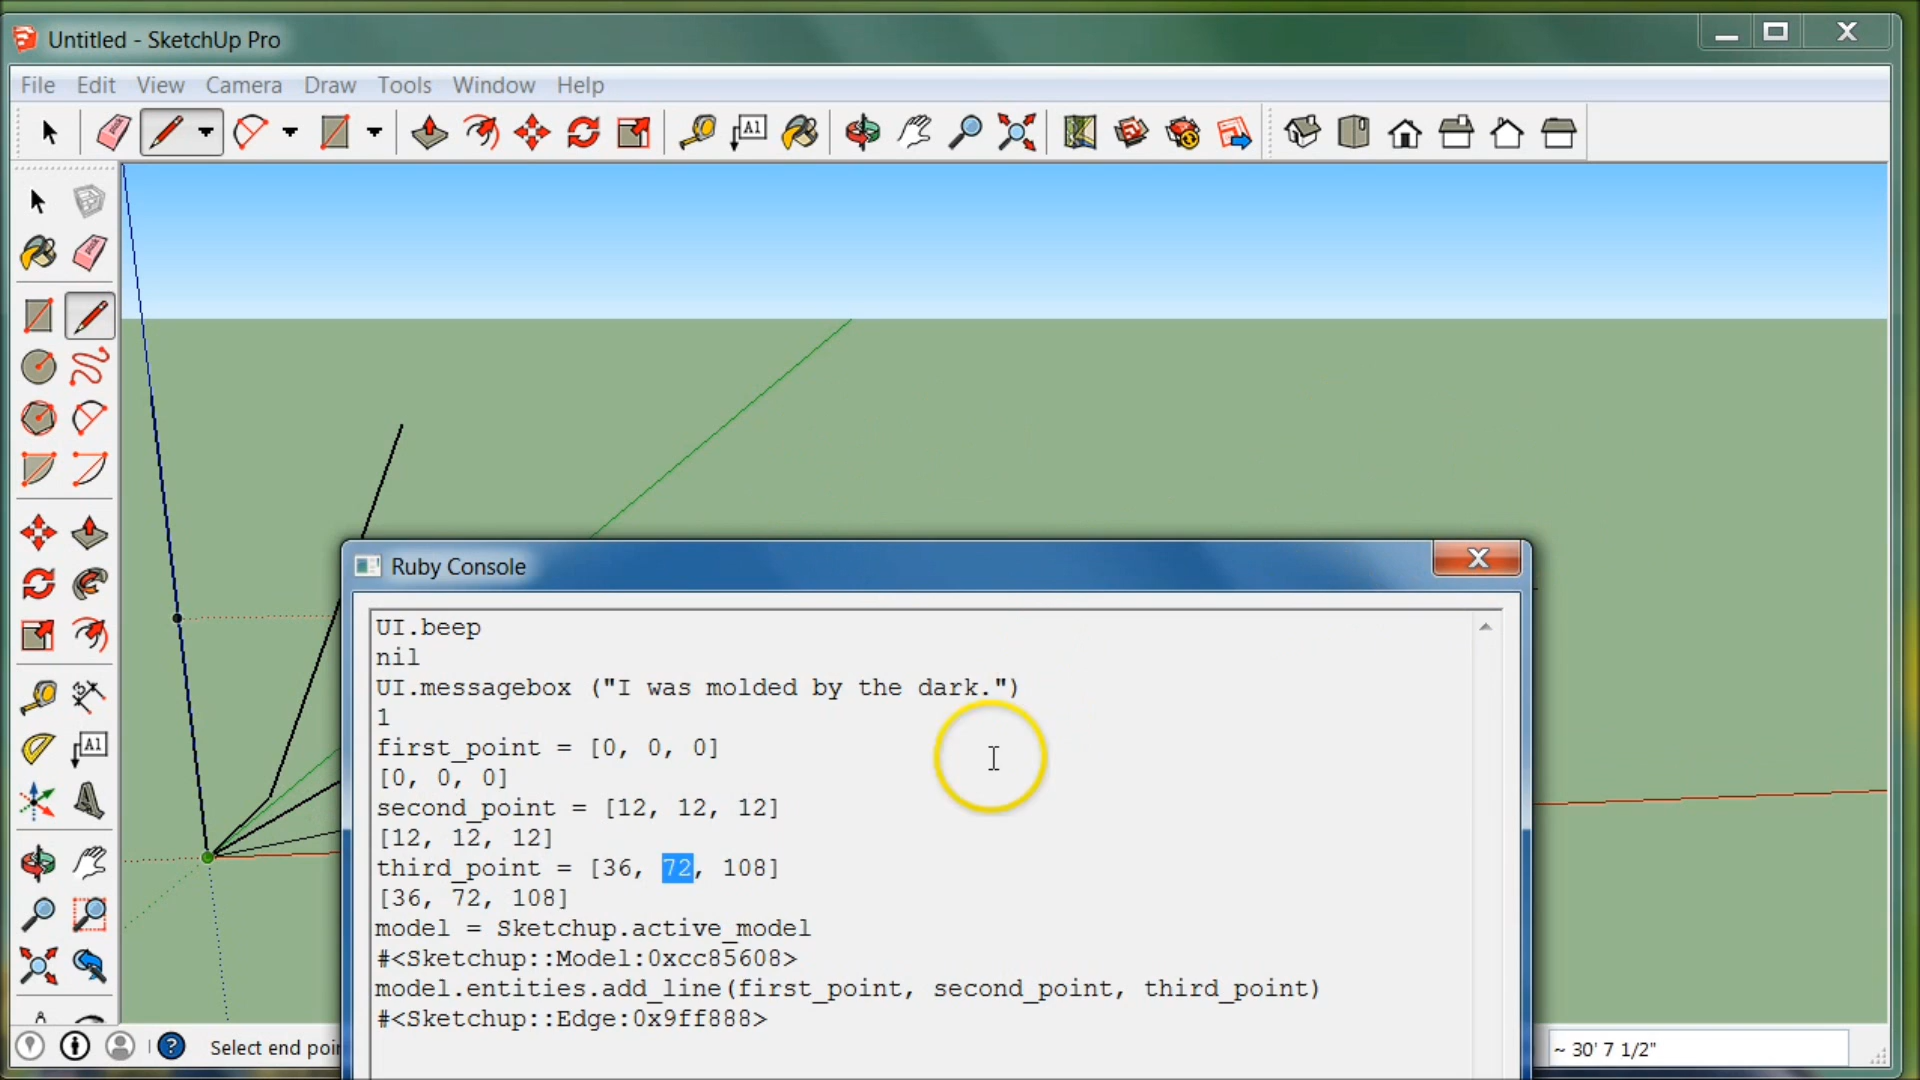 Untitled - SketchUp Pro
File Edit View Camera Draw Tools Window Help
A1
A1
Ruby Console
UI.beep
nil
UI.messagebox ("I was molded by the dark.")
1
first_point = [0, 0, 0]
[0, 0, 0]
second_point = [12, 12, 12]
[12, 12, 12]
third_point = [36, 72, 108]
[36, 72, 108]
model = Sketchup.active_model
#<Sketchup::Model:0xcc85608>
model.entities.add_line(first_point, second_point, third_point)
#<Sketchup::Edge:0x9ff888>
Select end poi
~ 30' 7 1/2"